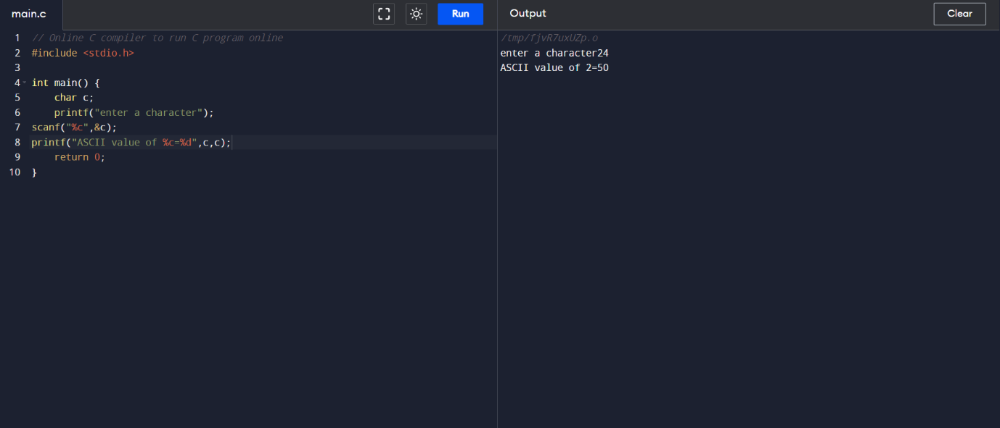 main.c
Run
Output
Clear
1 // Online C compiler to run C program online
2 #include <stdio.h>
3
4 int main() {
5 char c;
6 printf("enter a character");
7 scanf("%c",&c);
8 printf("ASCII value of %c=%d",c,c);
9 return 0;
10 }
/tmp/fjvR7uxUZp.o
enter a character24
ASCII value of 2=50